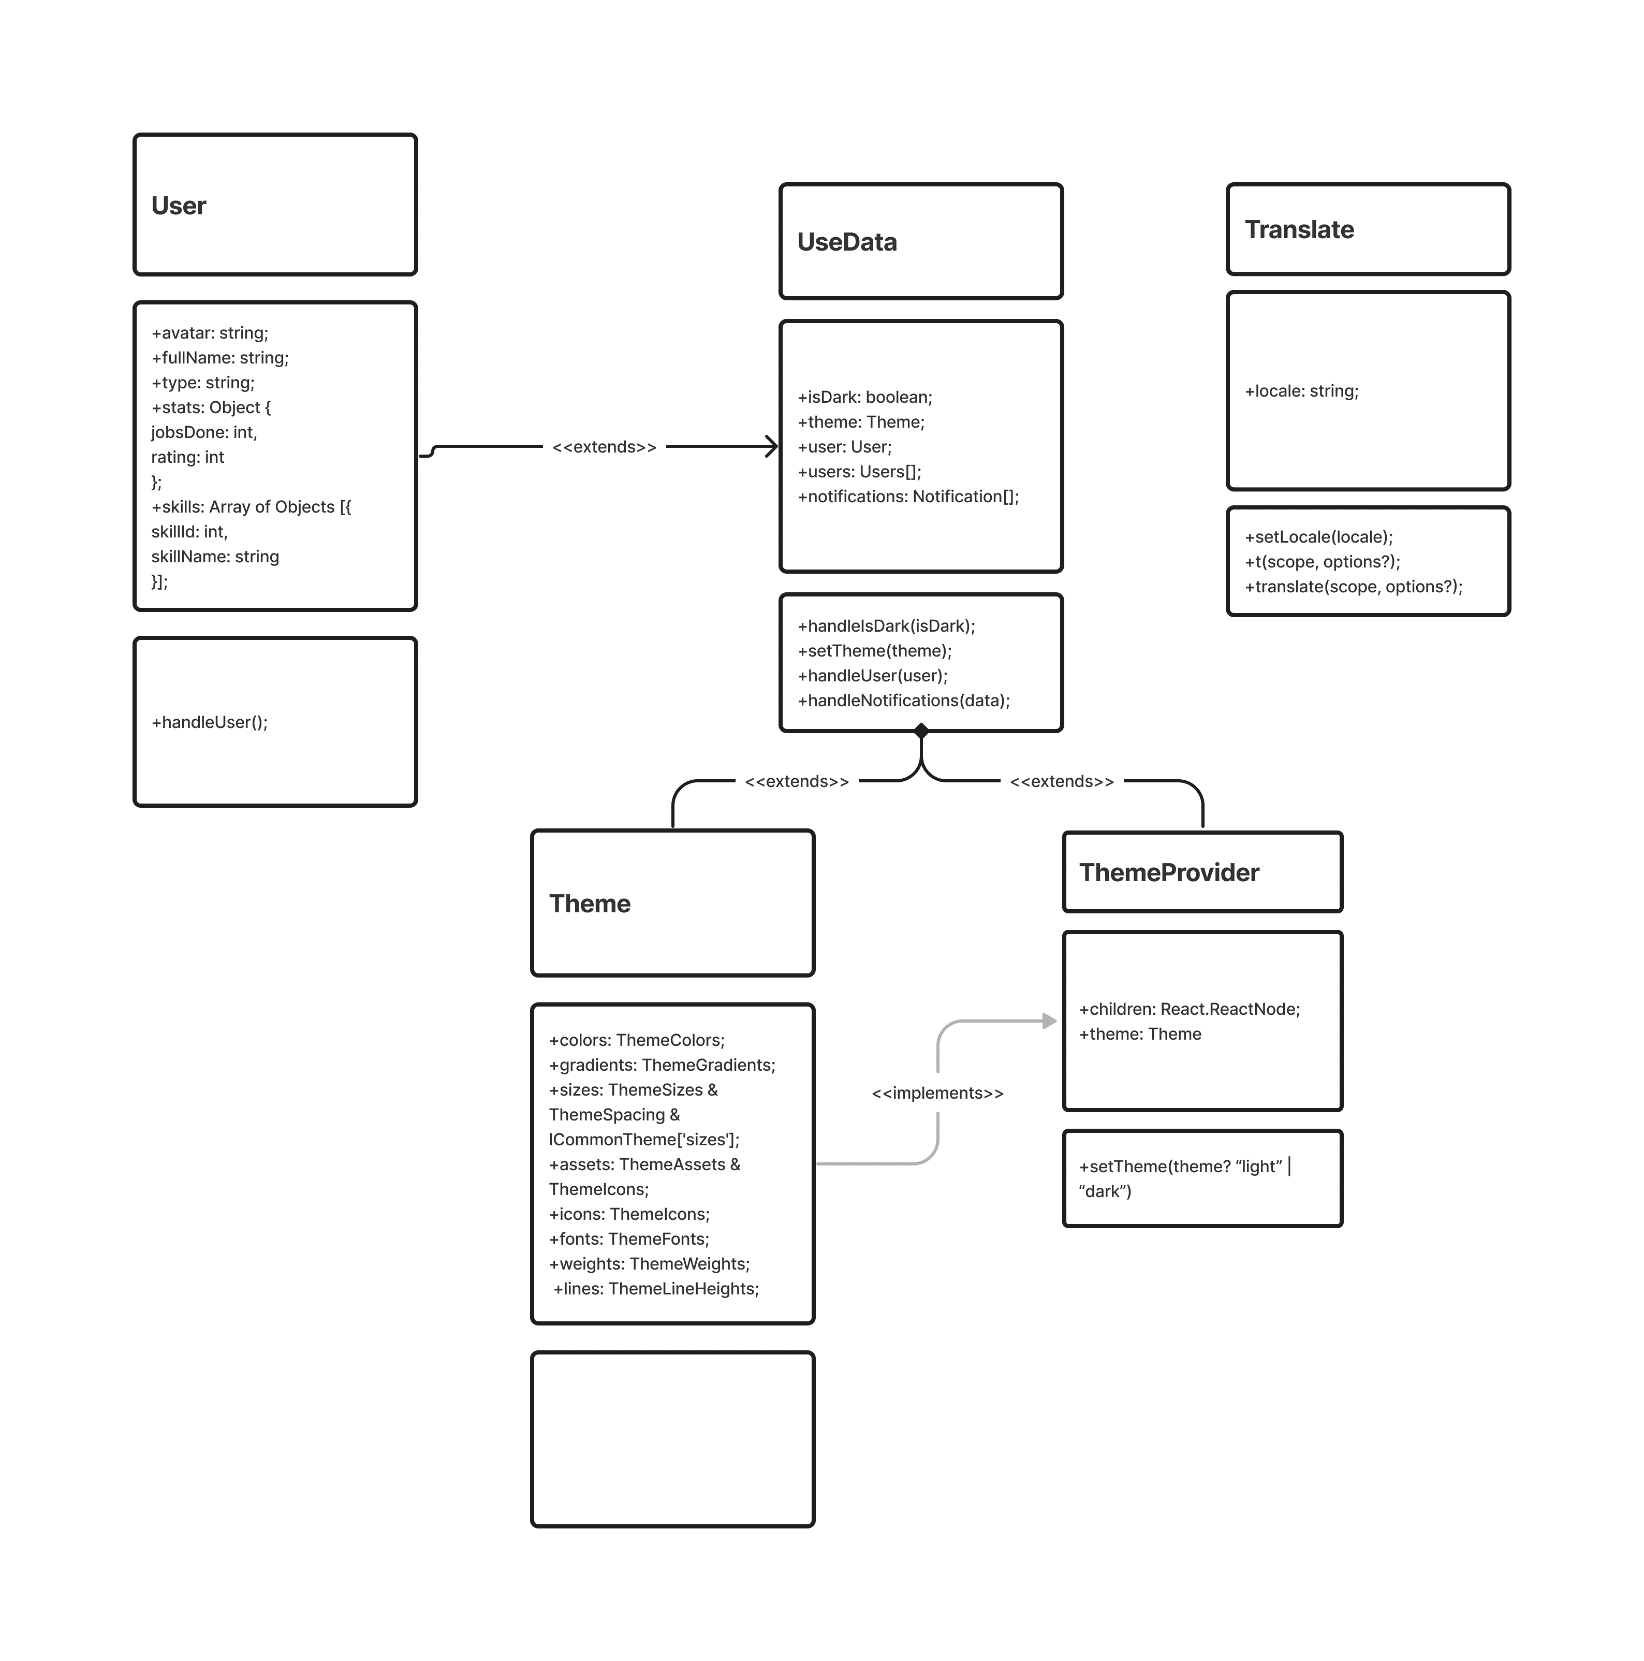 User
+avatar: string;
+fullName: string;
+type: string;
+stats: Object {
jobsDone: int,
rating: int
};
+skills: Array of Objects [{
skillId: int,
skillName: string
}];
+handleUser();
<<extends>>
UseData
+isDark: boolean;
+theme: Theme;
+user: User;
+users: Users[];
+notifications: Notification[];
+handleIsDark(isDark);
+setTheme(theme);
+handleUser(user);
+handleNotifications(data);
Translate
+locale: string;
+setLocale(locale);
+t(scope, options?);
+translate(scope, options?);
<<extends>>
<<extends>>
Theme
+colors: ThemeColors;
+gradients: ThemeGradients;
+sizes: ThemeSizes &
ThemeSpacing &
ICommonTheme['sizes'];
+assets: ThemeAssets &
ThemeIcons;
+icons: ThemeIcons;
+fonts: ThemeFonts;
+weights: ThemeWeights;
+lines: ThemeLineHeights;
<<implements>>
ThemeProvider
+children: React.ReactNode;
+theme: Theme
+setTheme(theme? “light” |
“dark”)